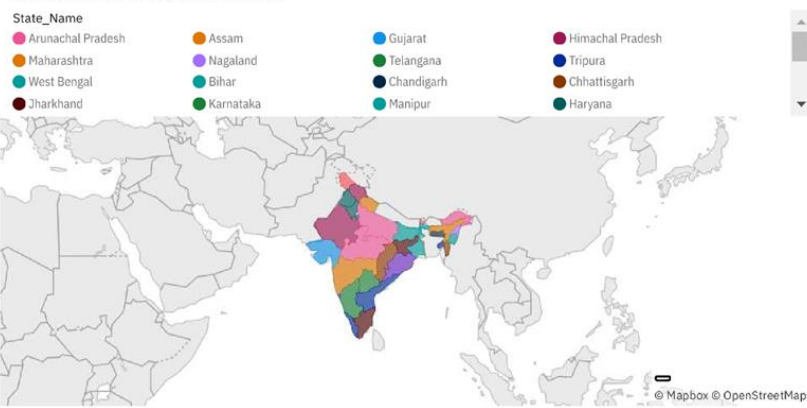 State_Name
Arunachal Pradesh Assam Gujarat Himachal Pradesh
Maharashtra Nagaland Telangana Tripura
West Bengal Bihar Chandigarh Chhattisgarh
Jharkhand Karnataka Manipur Haryana
© Mapbox © OpenStreetMap